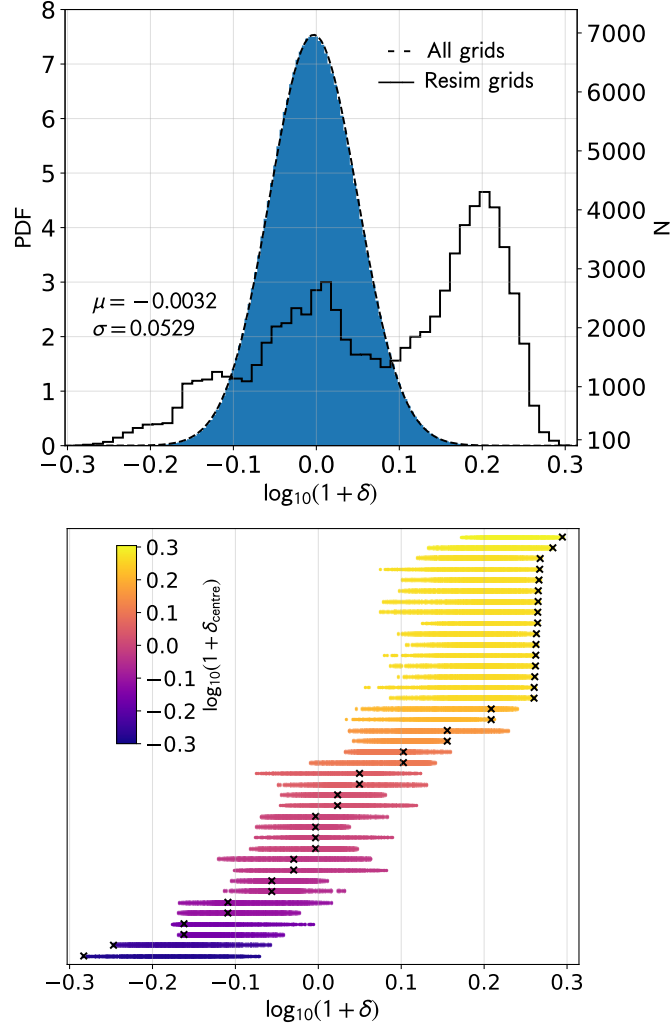 8
7
6
5
4
3
2
1
0
PDF
7000
6000
5000
4000
3000
2000
1000
100
N
All grids
Resim grids
μ = −0.0032
σ = 0.0529
−0.3 −0.2 −0.1 0.0 0.1 0.2 0.3
log₁₀(1 + δ)
0.3
0.2
0.1
0.0
−0.1
−0.2
−0.3
log₁₀(1 + δ_centre)
−0.3 −0.2 −0.1 0.0 0.1 0.2 0.3
log₁₀(1 + δ)